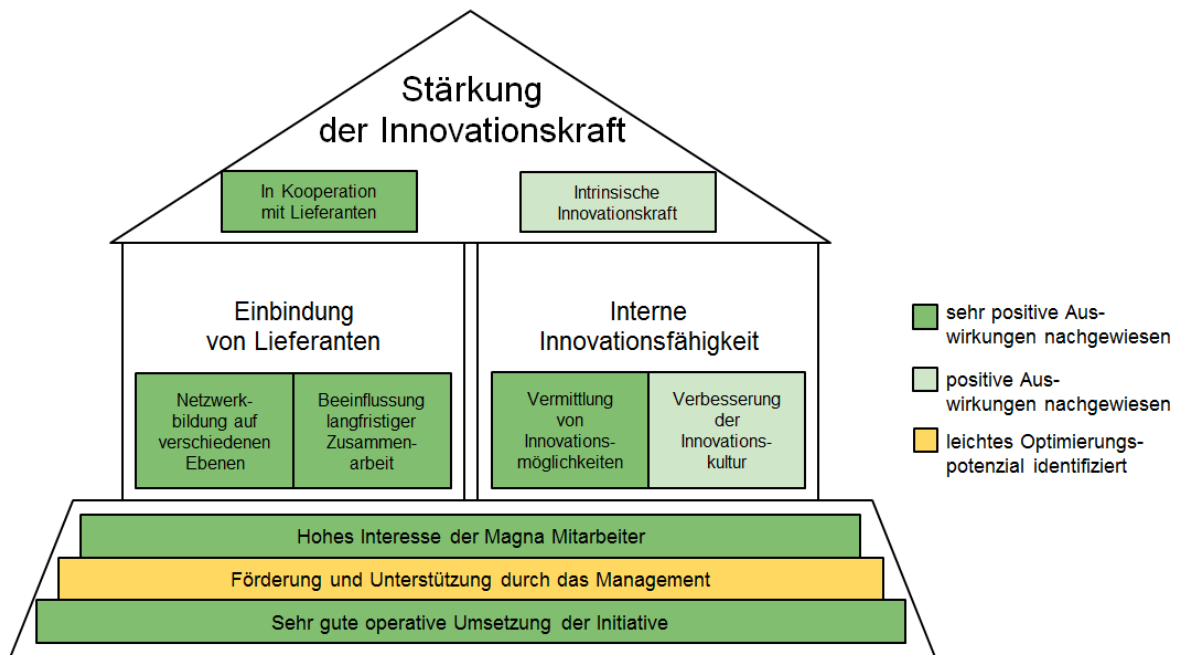 Stärkung
der Innovationskraft
In Kooperation
mit Lieferanten
Intrinsische
Innovationskraft
Einbindung
von Lieferanten
Interne
Innovationsfähigkeit
Netzwerk-
bildung auf
verschiedenen
Ebenen
Beeinflussung
langfristiger
Zusammen-
arbeit
Vermittlung
von
Innovations-
möglichkeiten
Verbesserung
der
Innovations-
kultur
Hohes Interesse der Magna Mitarbeiter
Förderung und Unterstützung durch das Management
Sehr gute operative Umsetzung der Initiative
sehr positive Aus-
wirkungen nachgewiesen
positive Aus-
wirkungen nachgewiesen
leichtes Optimierungs-
potenzial identifiziert